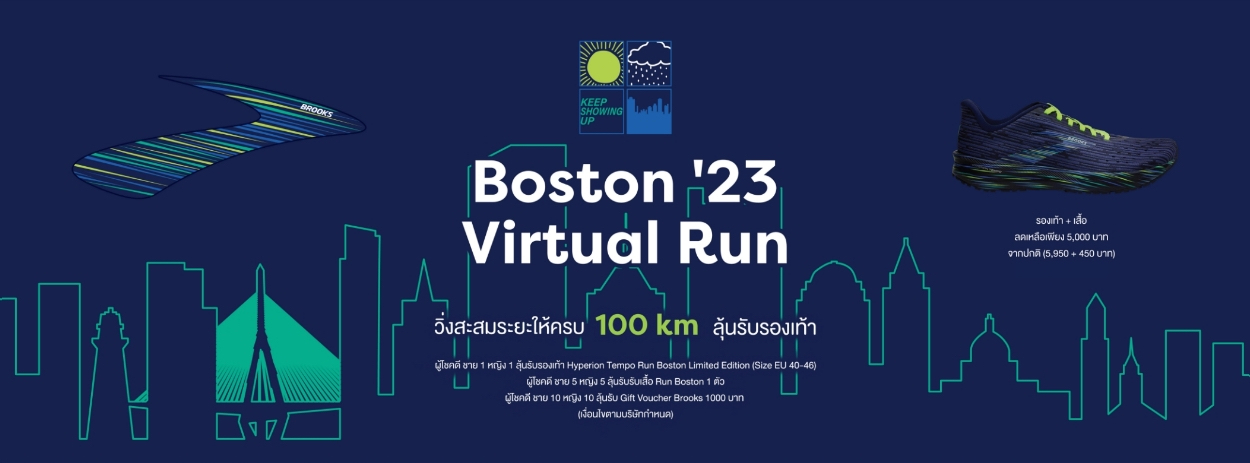 BROOKS
KEEP
SHOWING
UP
Boston '23
Virtual Run
วิ่งสะสมระยะให้ครบ 100 km ลุ้นรับรองเท้า
ผู้โชคดี ชาย 1 หญิง 1 ลุ้นรับรองเท้า Hyperion Tempo Run Boston Limited Edition (Size EU 40-46)
ผู้โชคดี ชาย 5 หญิง 5 ลุ้นรับรับเสื้อ Run Boston 1 ตัว
ผู้โชคดี ชาย 10 หญิง 10 ลุ้นรับ Gift Voucher Brooks 1000 บาท
(เงื่อนไขตามบริษัทกำหนด)
BROOKS
รองเท้า + เสื้อ
ลดเหลือเพียง 5,000 บาท
จากปกติ (5,950 + 450 บาท)